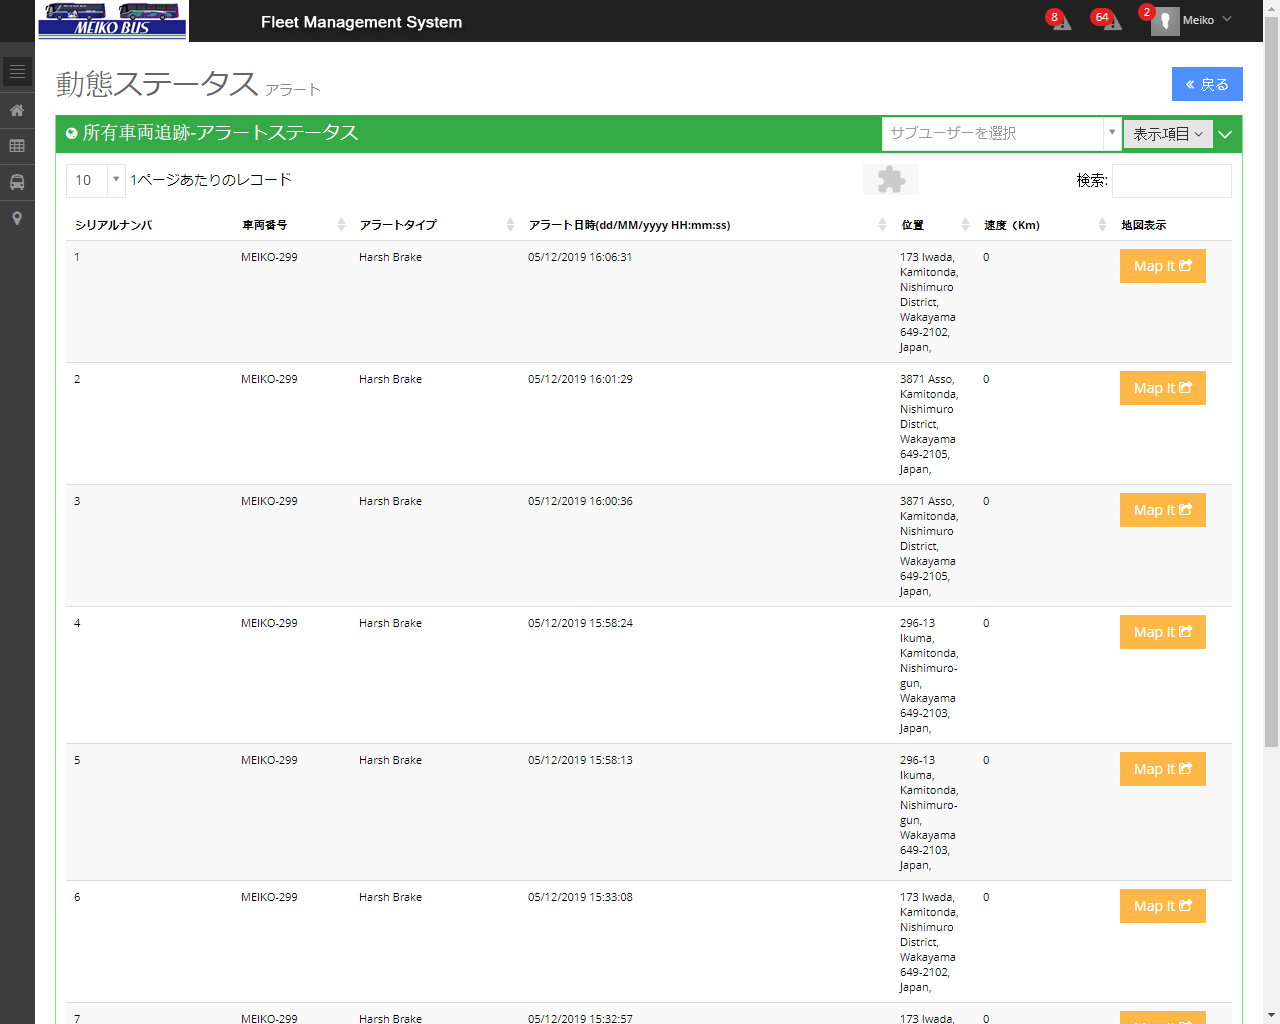 MEIKO BUS
Fleet Management System
8
64
2
Meiko
動態ステータス アラート
« 戻る
所有車両追跡-アラートステータス
サブユーザーを選択
表示項目
10
1ページあたりのレコード
検索:
シリアルナンバ 車両番号 アラートタイプ アラート日時(dd/MM/yyyy HH:mm:ss) 位置 速度（Km) 地図表示
1 MEIKO-299 Harsh Brake 05/12/2019 16:06:31 173 Iwada, 0 Map It
Kamitonda,
Nishimuro
District,
Wakayama
649-2102,
Japan,
2 MEIKO-299 Harsh Brake 05/12/2019 16:01:29 3871 Asso, 0 Map It
Kamitonda,
Nishimuro
District,
Wakayama
649-2105,
Japan,
3 MEIKO-299 Harsh Brake 05/12/2019 16:00:36 3871 Asso, 0 Map It
Kamitonda,
Nishimuro
District,
Wakayama
649-2105,
Japan,
4 MEIKO-299 Harsh Brake 05/12/2019 15:58:24 296-13 0 Map It
Ikuma,
Kamitonda,
Nishimuro-
gun,
Wakayama
649-2103,
Japan,
5 MEIKO-299 Harsh Brake 05/12/2019 15:58:13 296-13 0 Map It
Ikuma,
Kamitonda,
Nishimuro-
gun,
Wakayama
649-2103,
Japan,
6 MEIKO-299 Harsh Brake 05/12/2019 15:33:08 173 Iwada, 0 Map It
Kamitonda,
Nishimuro
District,
Wakayama
649-2102,
Japan,
7 MEIKO-299 Harsh Brake 05/12/2019 15:32:57 173 Iwada, 0 Map It